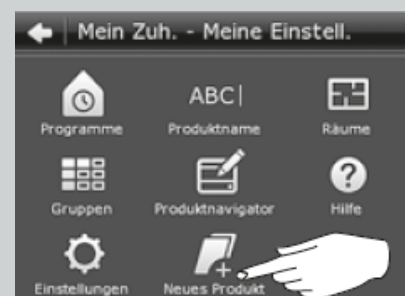 Mein Zuh. - Meine Einstell.
Programme
ABC|
Produktname
Räume
Gruppen
Produktnavigator
?
Hilfe
Einstellungen
Neues Produkt